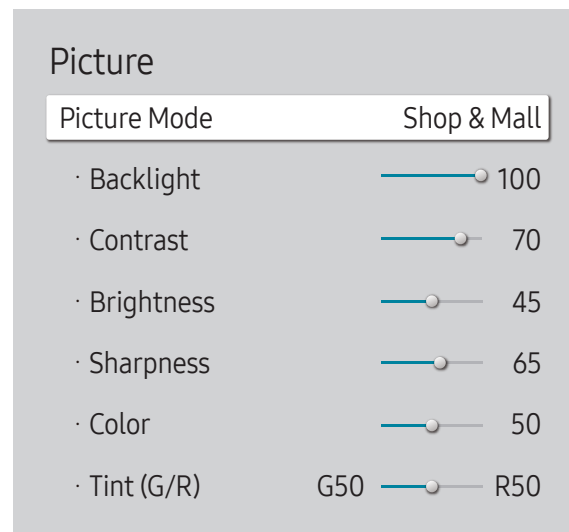 Picture
Picture Mode Shop & Mall
· Backlight 100
· Contrast 70
· Brightness 45
· Sharpness 65
· Color 50
· Tint (G/R) G50 R50